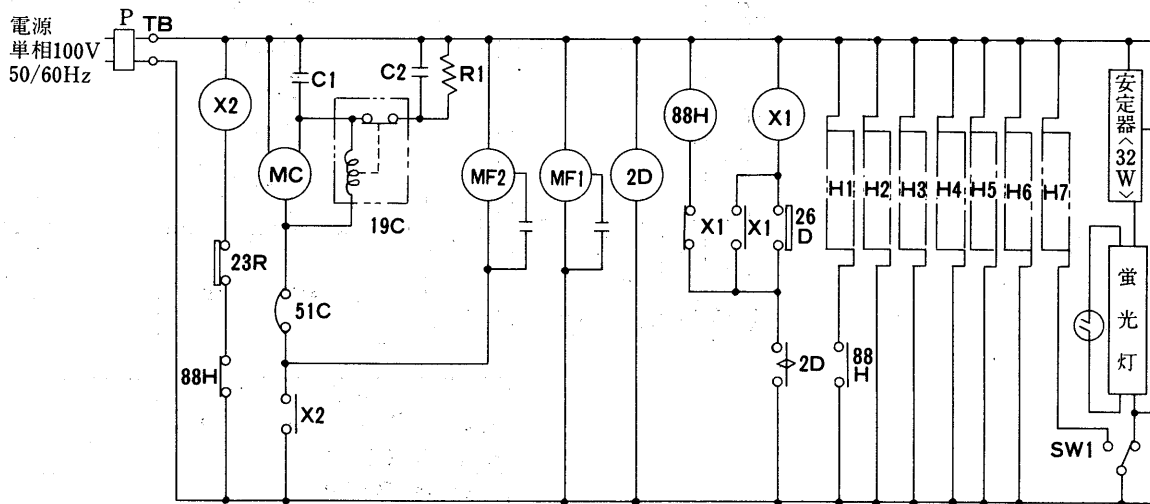 電源
単相100V
50/60Hz
P
TB
X2
23R
88H
MC
C1
C2
R1
19C
51C
X2
MF2
MF1
2D
88H
X1
X1
X1
26
D
2D
H1
H2
H3
H4
H5
H6
H7
88
H
安定器〈32W〉
蛍光灯
SW1